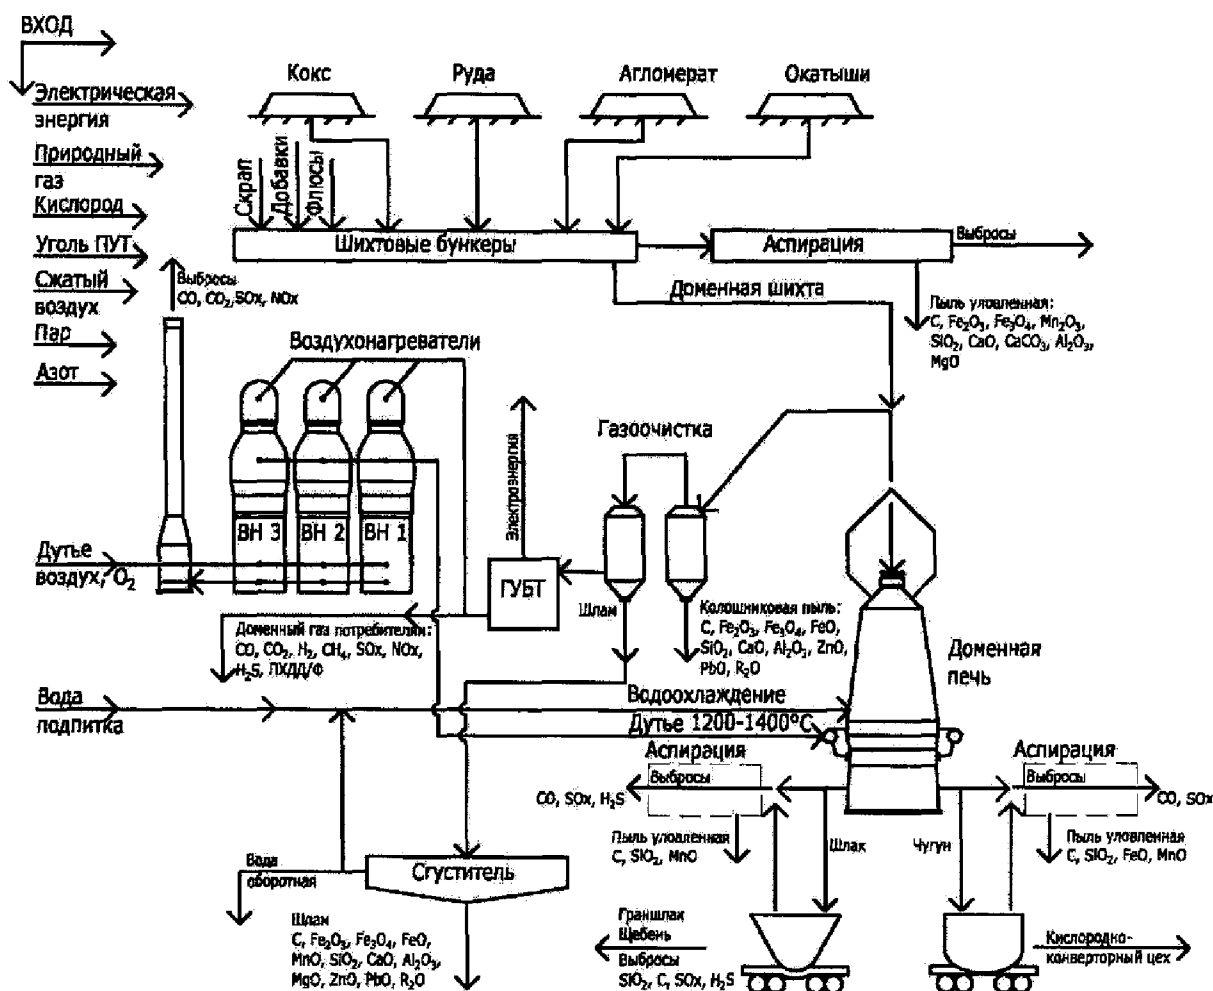 ВХОД
Электрическая
энергия
Природный
газ
Кислород
Уголь ПУТ
Сжатый
воздух
Пар
Азот
Кокс
Руда
Агломерат
Окатыши
Скрап
Добавки
Флюсы
Шихтовые бункеры
Аспирация
Выбросы
Выбросы
CO, CO₂, SOx, NOx
Доменная шихта
Пыль уловленная:
C, Fe₂O₃, Fe₃O₄, Mn₂O₃,
SiO₂, CaO, CaCO₃, Al₂O₃,
MgO
Воздухонагреватели
Газоочистка
Электроэнергия
ВН 3
ВН 2
ВН 1
Дутье
воздух, O₂
ГУБТ
Шлам
Колошниковая пыль:
C, Fe₂O₃, Fe₃O₄, FeO,
SiO₂, CaO, Al₂O₃, ZnO,
PbO, R₂O
Доменный газ потребителям:
CO, CO₂, H₂, CH₄, SOx, NOx,
H₂S, ПХДД/Ф
Доменная
печь
Вода
подпитка
Водоохлаждение
Дутье 1200-1400°С
Аспирация
Выбросы
CO, SOx, H₂S
Пыль уловленная
C, SiO₂, MnO
Шлак
Чугун
Аспирация
Выбросы
CO, SOx
Пыль уловленная
C, SiO₂, FeO, MnO
Вода
оборотная
Сгуститель
Шлам
C, Fe₂O₃, Fe₃O₄, FeO,
MnO, SiO₂, CaO, Al₂O₃,
MgO, ZnO, PbO, R₂O
Граншлак
Щебень
Выбросы
SiO₂, C, SOx, H₂S
Кислородно-
конверторный цех